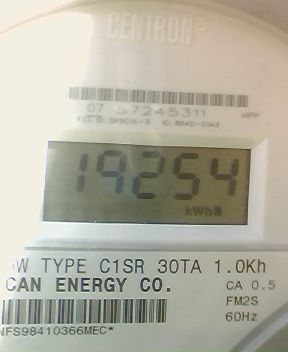 CENTRON
07 57245311
19254
kWh
W TYPE C1SR 30TA 1.0Kh
CAN ENERGY CO. CA 0.5
FM2S
NFS98410366MEC* 60Hz